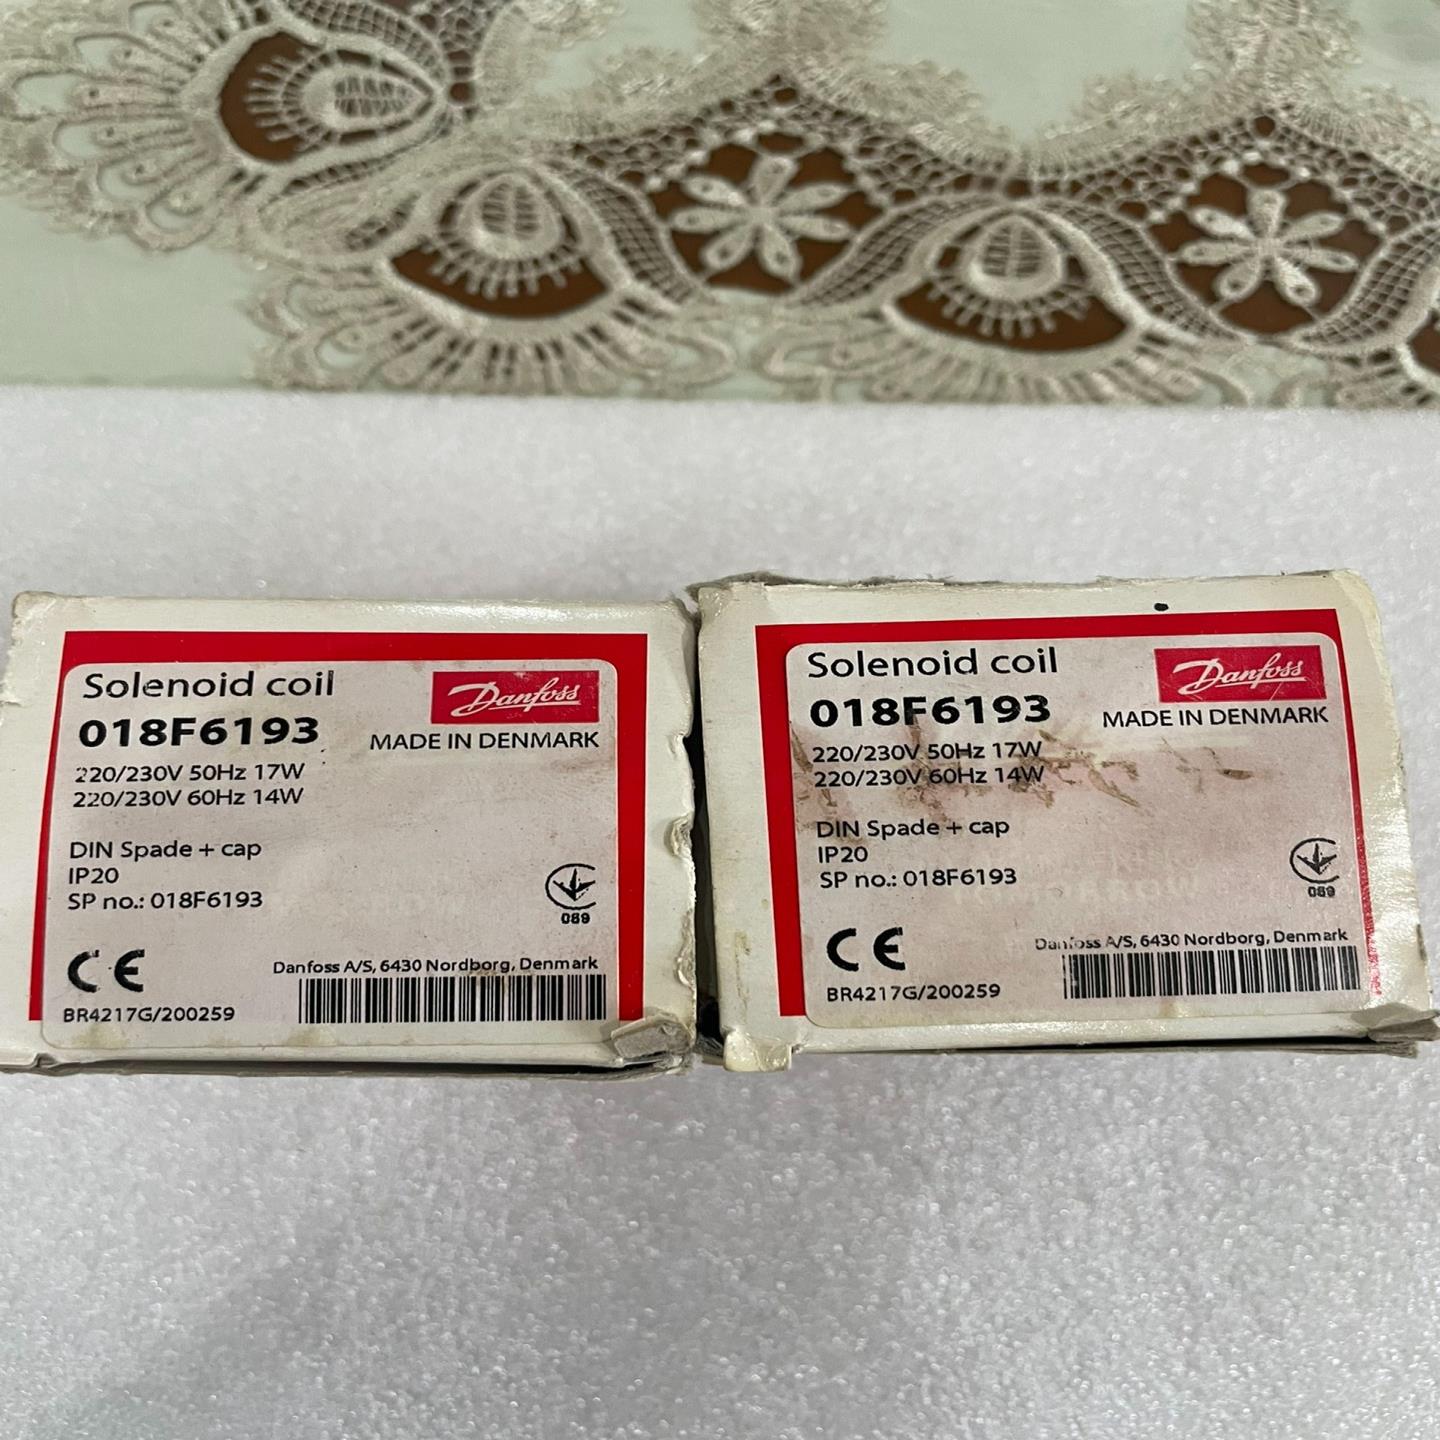 Solenoid coil
Danfoss
018F6193
MADE IN DENMARK
220/230V 50Hz 17W
220/230V 60Hz 14W
DIN Spade + cap
IP20
SP no.: 018F6193
089
CE
Danfoss A/S, 6430 Nordborg, Denmark
BR4217G/200259
Solenoid coil
Danfoss
018F6193
MADE IN DENMARK
220/230V 50Hz 17W
220/230V 60Hz 14W
DIN Spade + cap
IP20
SP no.: 018F6193
089
CE
Danfoss A/S, 6430 Nordborg, Denmark
BR4217G/200259